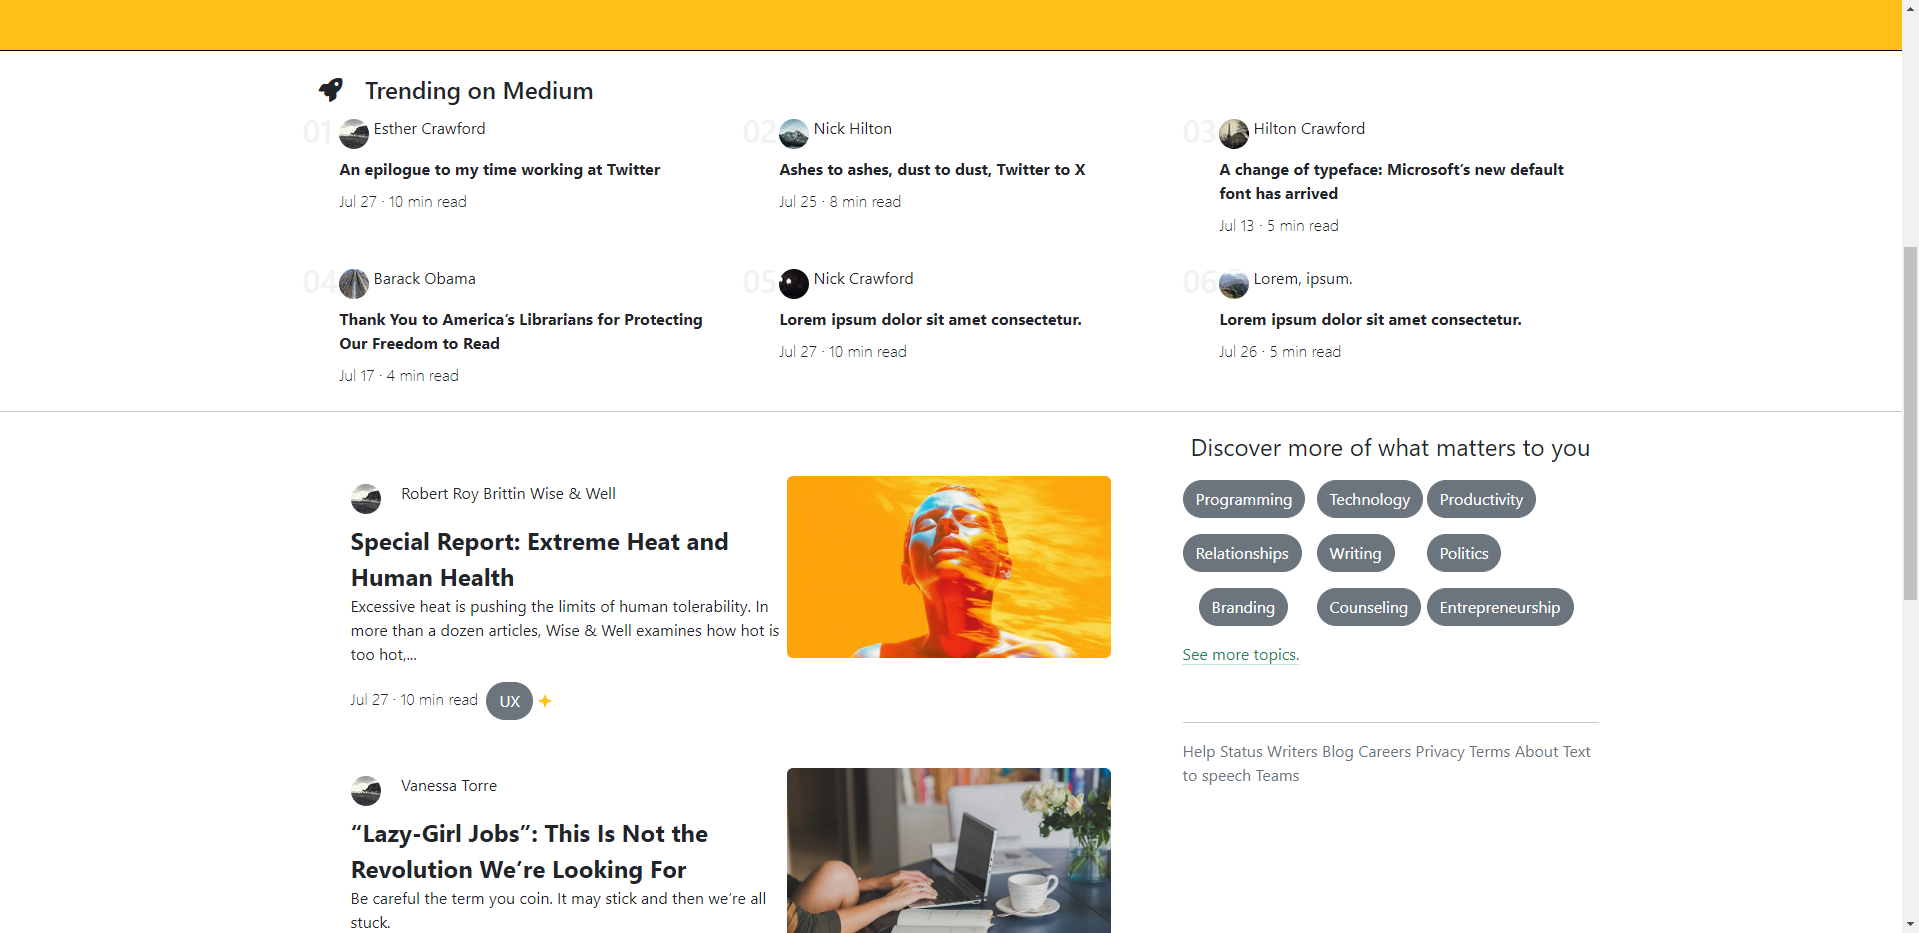 Trending on Medium
01 Esther Crawford
An epilogue to my time working at Twitter
Jul 27 · 10 min read
02 Nick Hilton
Ashes to ashes, dust to dust, Twitter to X
Jul 25 · 8 min read
03 Hilton Crawford
A change of typeface: Microsoft’s new default
font has arrived
Jul 13 · 5 min read
04 Barack Obama
Thank You to America’s Librarians for Protecting
Our Freedom to Read
Jul 17 · 4 min read
05 Nick Crawford
Lorem ipsum dolor sit amet consectetur.
Jul 27 · 10 min read
06 Lorem, ipsum.
Lorem ipsum dolor sit amet consectetur.
Jul 26 · 5 min read
Robert Roy Brittin Wise & Well
Special Report: Extreme Heat and
Human Health
Excessive heat is pushing the limits of human tolerability. In
more than a dozen articles, Wise & Well examines how hot is
too hot,...
Jul 27 · 10 min read UX
Vanessa Torre
“Lazy-Girl Jobs”: This Is Not the
Revolution We’re Looking For
Be careful the term you coin. It may stick and then we’re all
stuck.
Discover more of what matters to you
Programming Technology Productivity
Relationships Writing Politics
Branding Counseling Entrepreneurship
See more topics.
Help Status Writers Blog Careers Privacy Terms About Text
to speech Teams